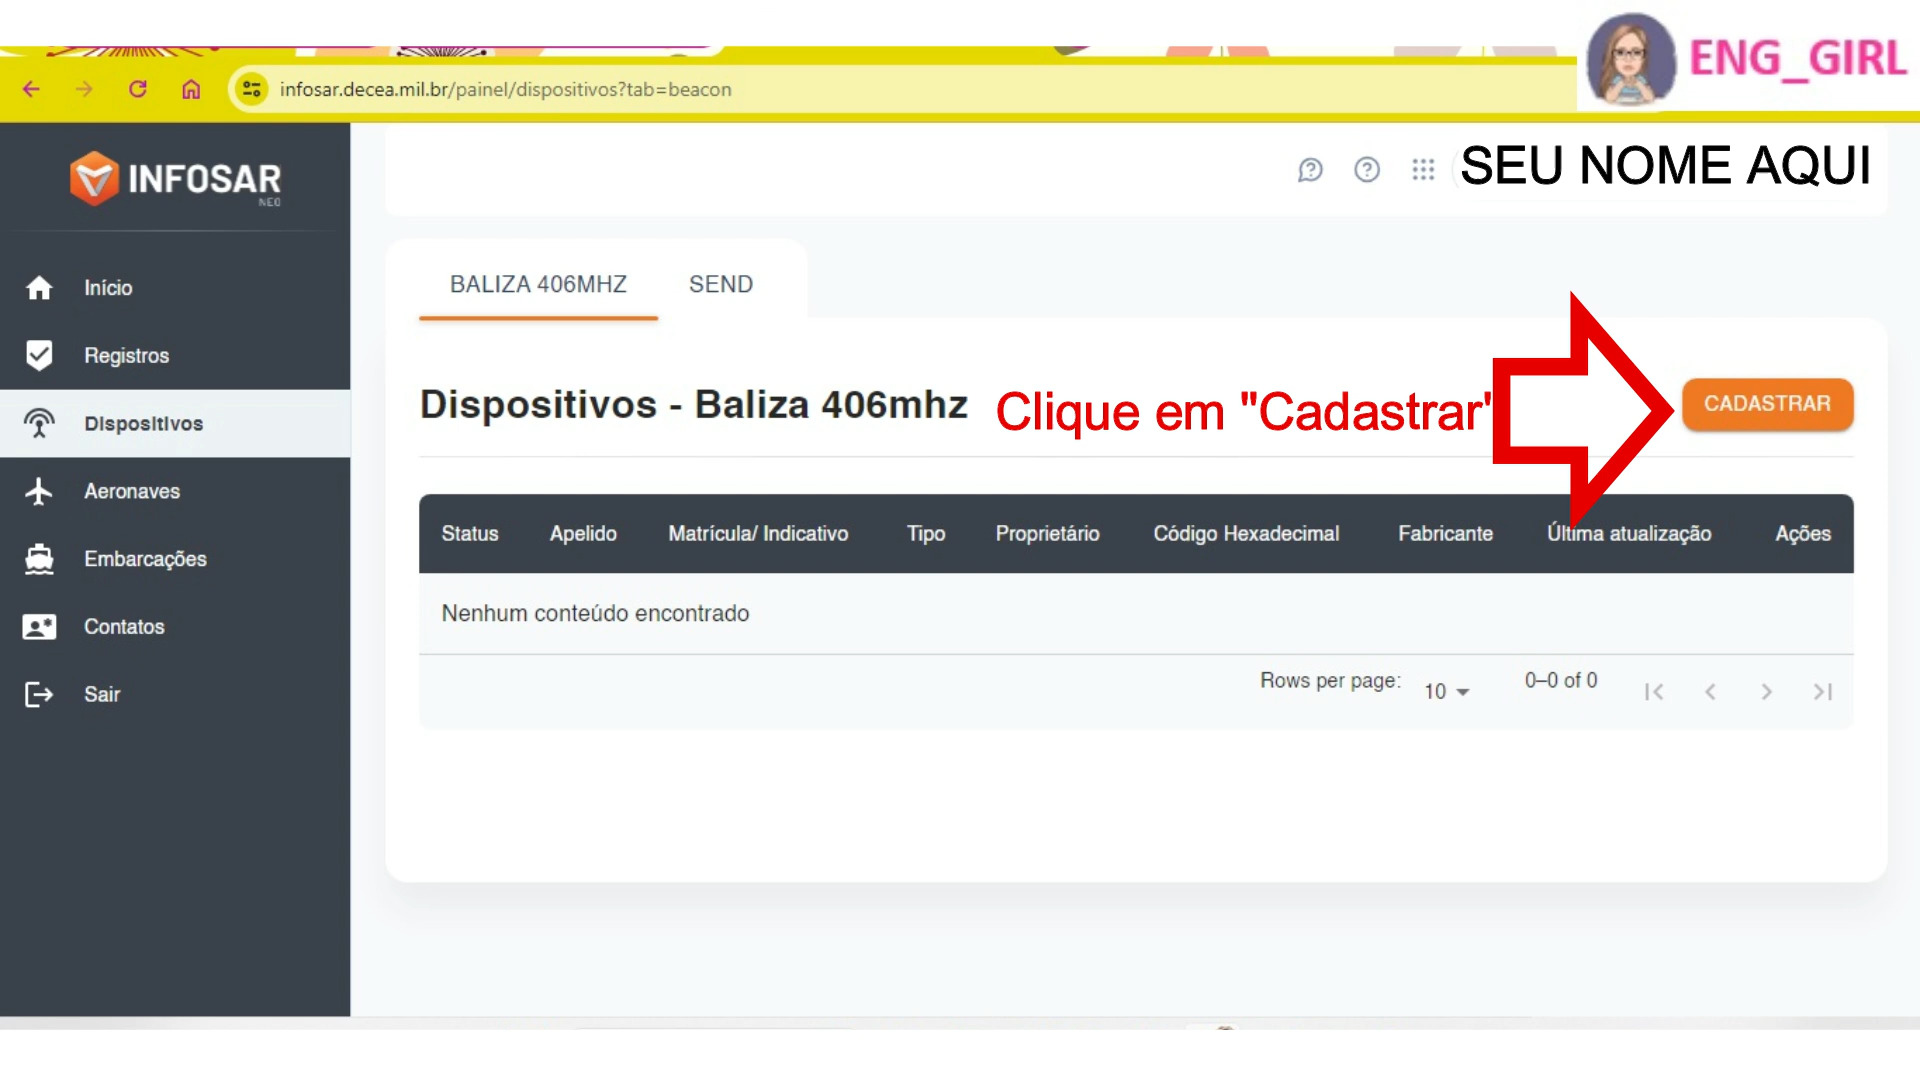 ENG_GIRL
infosar.decea.mil.br/painel/dispositivos?tab=beacon
INFOSAR
NEO
SEU NOME AQUI
Início
Registros
Dispositivos
Aeronaves
Embarcações
Contatos
Sair
BALIZA 406MHZ SEND
Dispositivos - Baliza 406mhz
Clique em "Cadastrar"
CADASTRAR
Status Apelido Matrícula/ Indicativo Tipo Proprietário Código Hexadecimal Fabricante Última atualização Ações
Nenhum conteúdo encontrado
Rows per page: 10 0–0 of 0